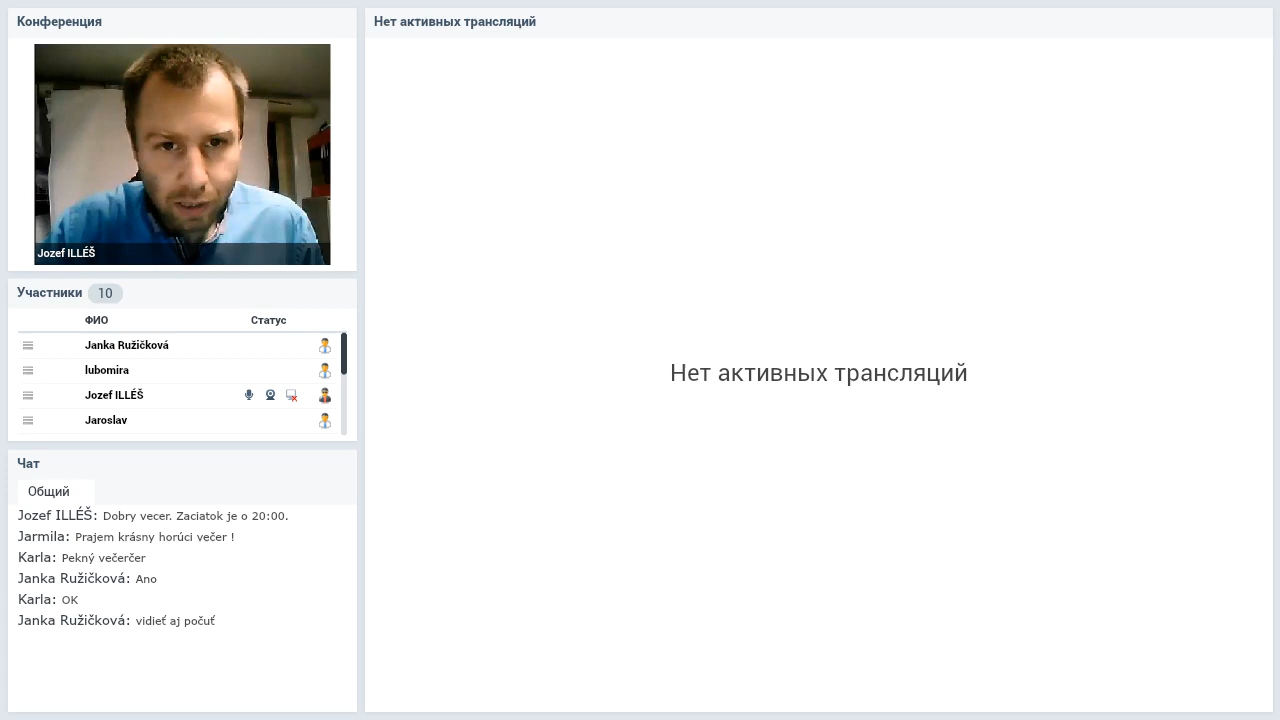 Конференция
Jozef ILLÉŠ
Участники 10
ФИО Статус
Janka Ružičková
lubomira
Jozef ILLÉŠ
Jaroslav
Чат
Общий
Jozef ILLÉŠ: Dobry vecer. Zaciatok je o 20:00.
Jarmila: Prajem krásny horúci večer !
Karla: Pekný večerčer
Janka Ružičková: Ano
Karla: OK
Janka Ružičková: vidieť aj počuť
Нет активных трансляций
Нет активных трансляций